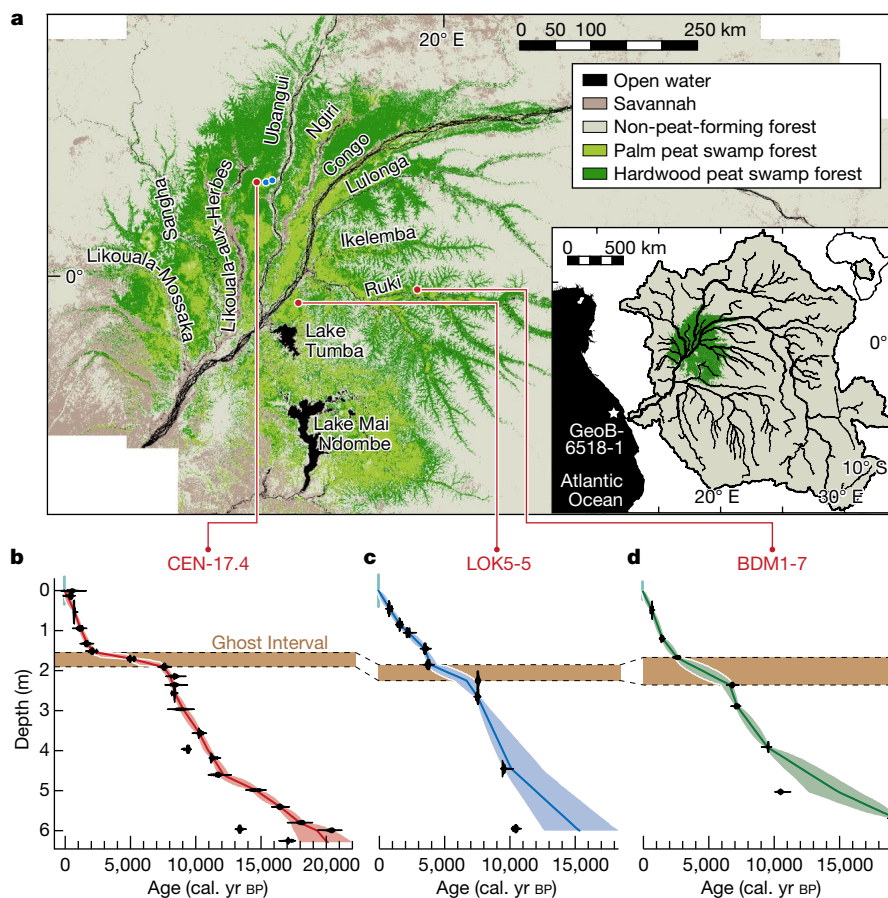 a
20° E
0 50 100 250 km
Open water
Savannah
Non-peat-forming forest
Palm peat swamp forest
Hardwood peat swamp forest
Ubangui
Ngiri
Congo
Lulonga
Sangha
Likouala-aux-Herbes
Likouala-Mossaka
Ikelemba
Ruki
0°
Lake
Tumba
Lake Mai
Ndombe
0 500 km
0°
GeoB-
6518-1
Atlantic
Ocean
10° S
20° E 30° E
b CEN-17.4
c LOK5-5
d BDM1-7
Ghost Interval
Depth (m)
0
1
2
3
4
5
6
0 5,000 10,000 15,000 20,000
Age (cal. yr BP)
0 5,000 10,000 15,000
Age (cal. yr BP)
0 5,000 10,000 15,000
Age (cal. yr BP)